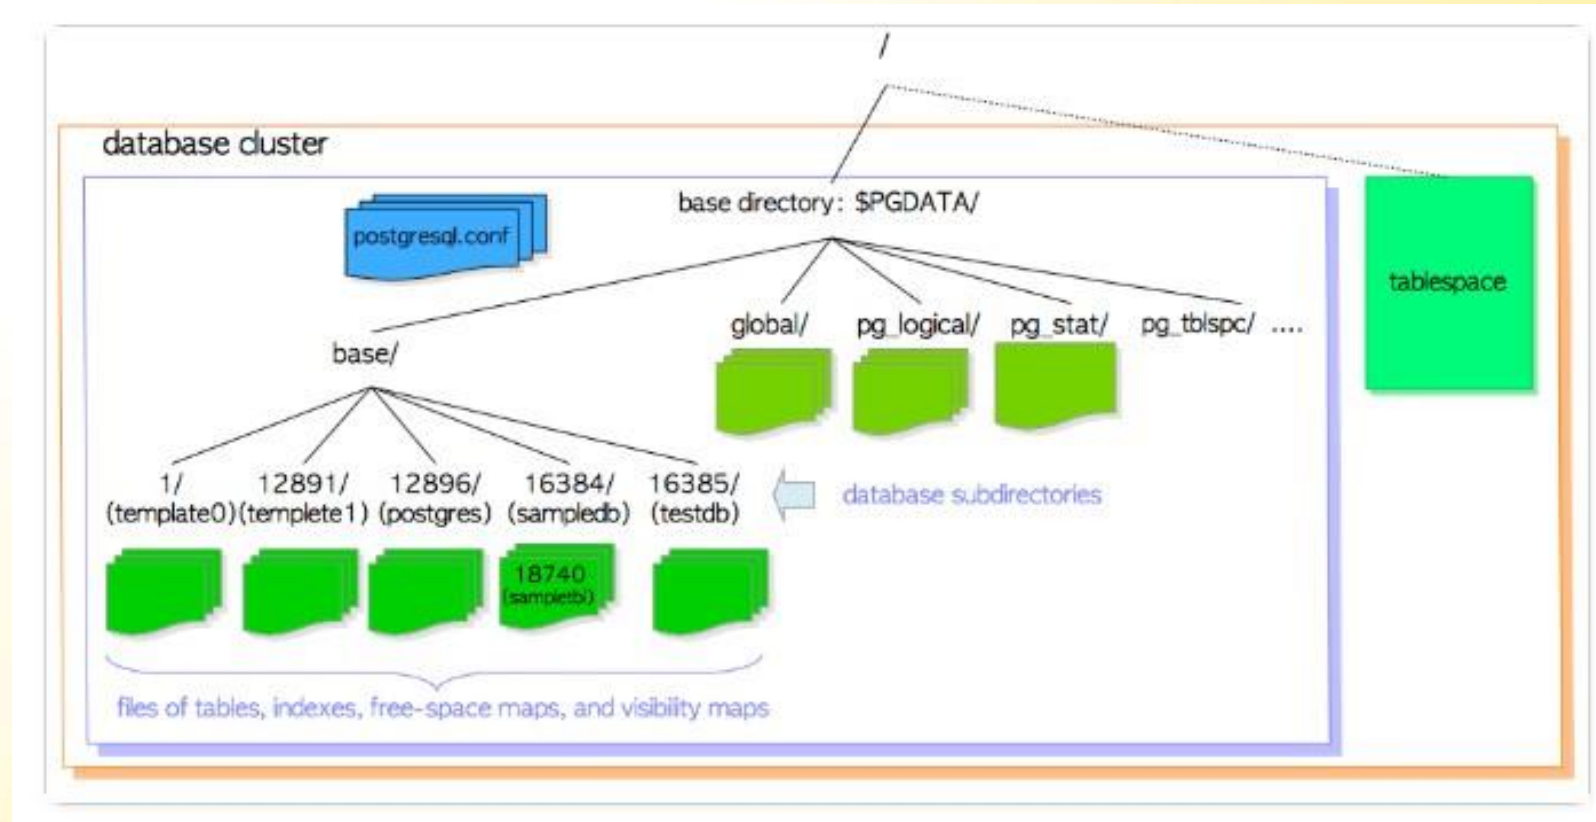 /
database cluster
base directory: $PGDATA/
postgresql.conf
tablespace
global/ pg_logical/ pg_stat/ pg_tblspc/ ....
base/
1/ 12891/ 12896/ 16384/ 16385/
(template0) (templete1) (postgres) (sampledb) (testdb)
database subdirectories
18740
(sampletbl)
files of tables, indexes, free-space maps, and visibility maps